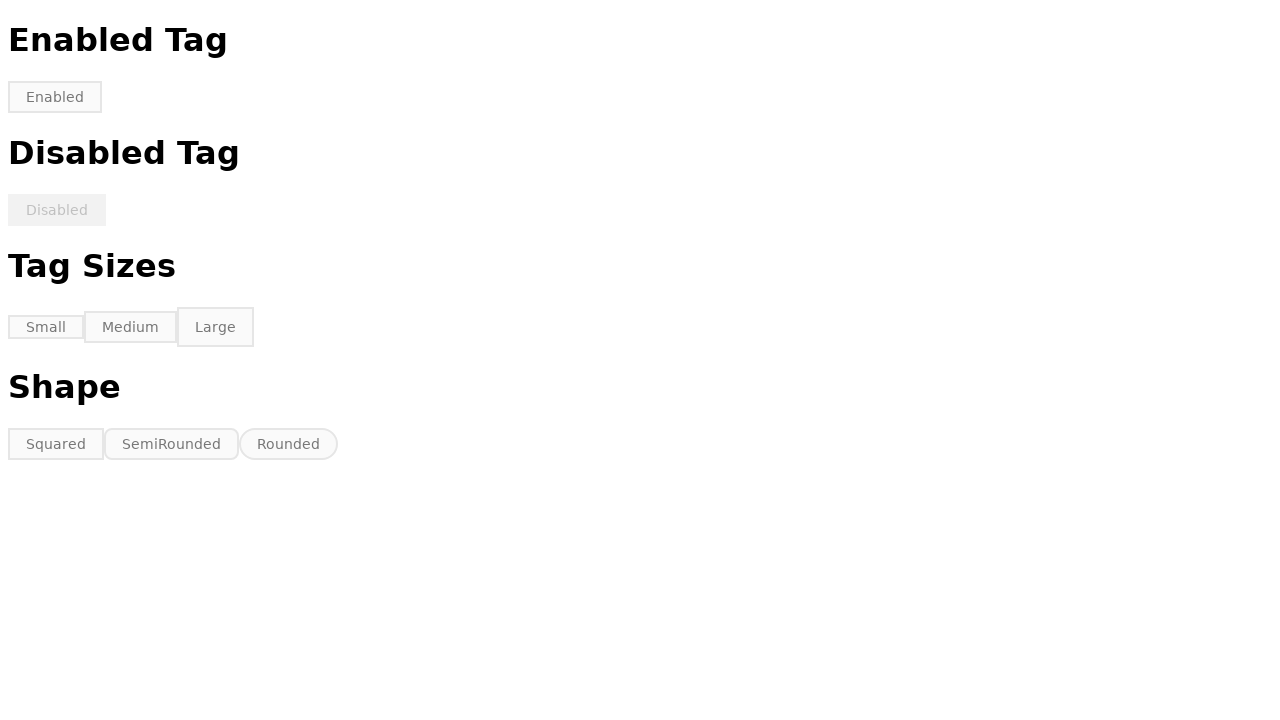 Enabled Tag
Enabled
Disabled Tag
Disabled
Tag Sizes
Small Medium Large
Shape
Squared SemiRounded Rounded